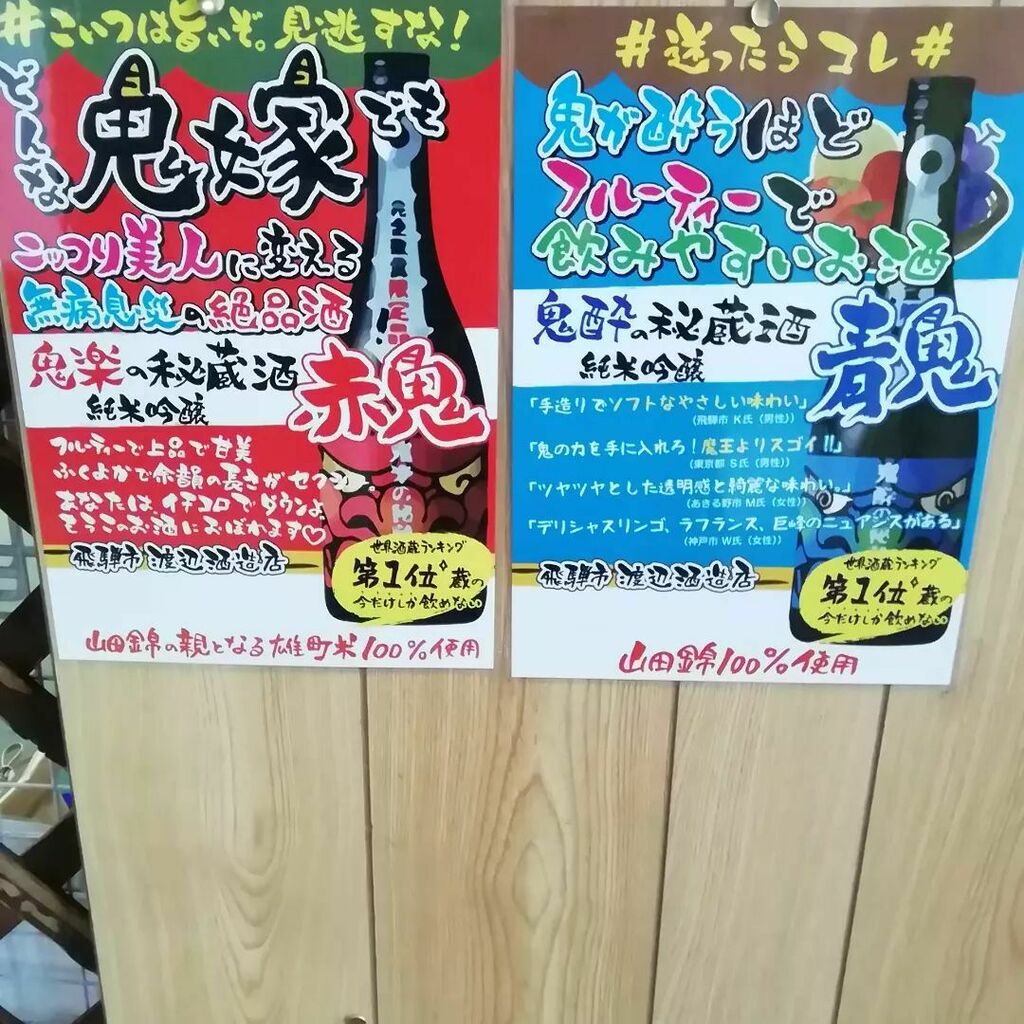 #こいつは旨いぞ。見逃すな!
どんな鬼嫁でも
ニッコリ美人に変える
無病息災の絶品酒!
鬼楽の秘蔵酒
純米吟醸
赤鬼
フルーティーで上品で甘美
ふくよかで余韻の長さがセクシー
あなたは、イチコロでダウンよ
そうこのお酒におぼれます♡
飛騨市 渡辺酒造店
世界酒蔵ランキング
第1位蔵の
今だけしか飲めない
山田錦の親となる雄町米100%使用
#迷ったらコレ#
鬼が酔うほど
フルーティーで
飲みやすいお酒
鬼酔の秘蔵酒
純米吟醸
青鬼
「手造りでソフトなやさしい味わい」
(飛騨市 K氏(男性))
「鬼の力を手に入れろ!魔王よりスゴイ!!」
(東京都 S氏(男性))
「ツヤツヤとした透明感と綺麗な味わい。」
(あきる野市 M氏(女性))
「デリシャスリンゴ、ラフランス、巨峰のニュアンスがある」
(神戸市 W氏(女性))
飛騨市 渡辺酒造店
世界酒蔵ランキング
第1位蔵の
今だけしか飲めない
山田錦100%使用